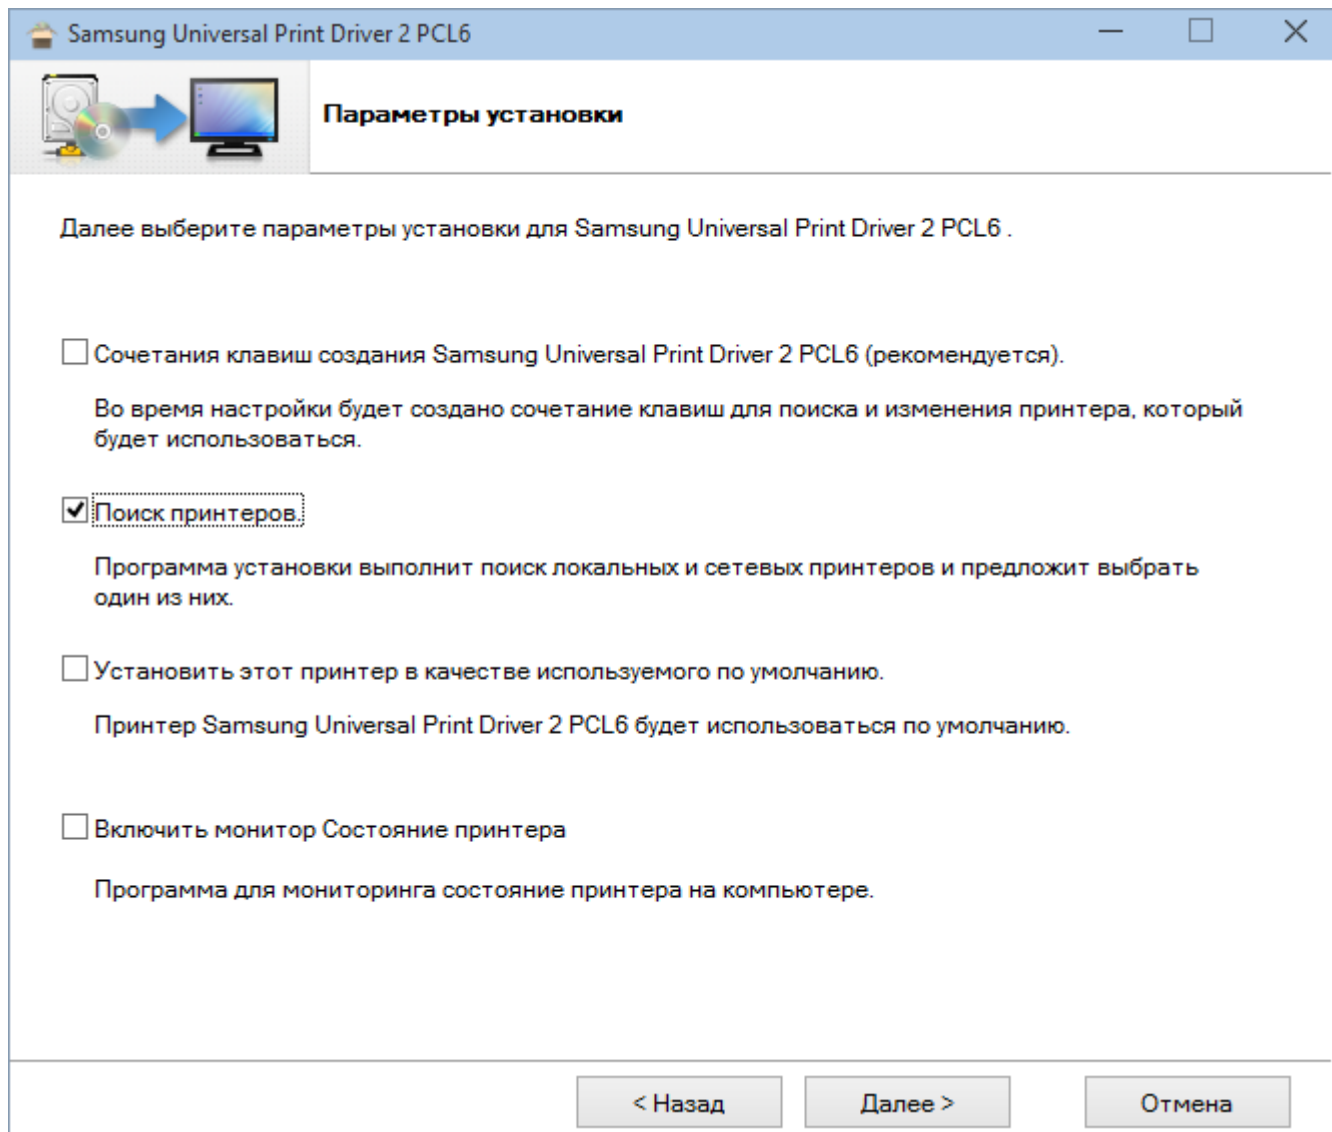 Samsung Universal Print Driver 2 PCL6
Параметры установки
Далее выберите параметры установки для Samsung Universal Print Driver 2 PCL6 .
Сочетания клавиш создания Samsung Universal Print Driver 2 PCL6 (рекомендуется).
Во время настройки будет создано сочетание клавиш для поиска и изменения принтера, который
будет использоваться.
Поиск принтеров.
Программа установки выполнит поиск локальных и сетевых принтеров и предложит выбрать
один из них.
Установить этот принтер в качестве используемого по умолчанию.
Принтер Samsung Universal Print Driver 2 PCL6 будет использоваться по умолчанию.
Включить монитор Состояние принтера
Программа для мониторинга состояние принтера на компьютере.
< Назад
Далее >
Отмена